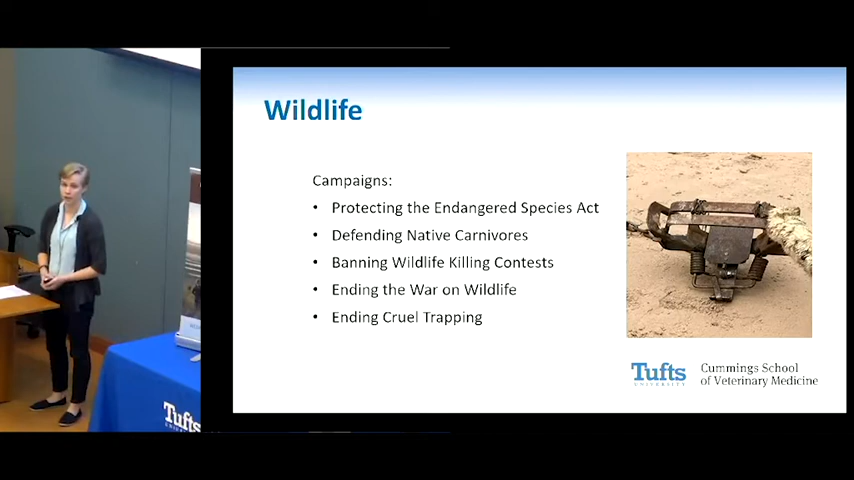 Wildlife
Campaigns:
• Protecting the Endangered Species Act
• Defending Native Carnivores
• Banning Wildlife Killing Contests
• Ending the War on Wildlife
• Ending Cruel Trapping
Tufts
UNIVERSITY
Cummings School
of Veterinary Medicine
Tufts